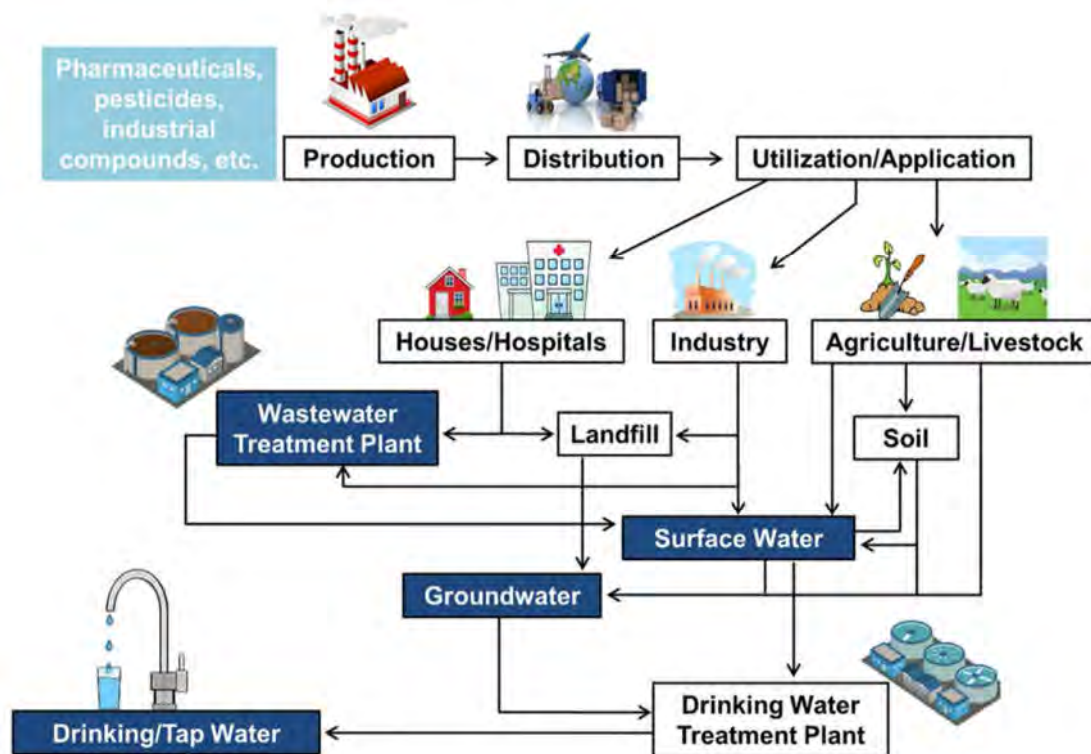 Pharmaceuticals,
pesticides,
industrial
compounds, etc.
Production
Distribution
Utilization/Application
Houses/Hospitals
Industry
Agriculture/Livestock
Wastewater
Treatment Plant
Landfill
Soil
Surface Water
Groundwater
Drinking/Tap Water
Drinking Water
Treatment Plant